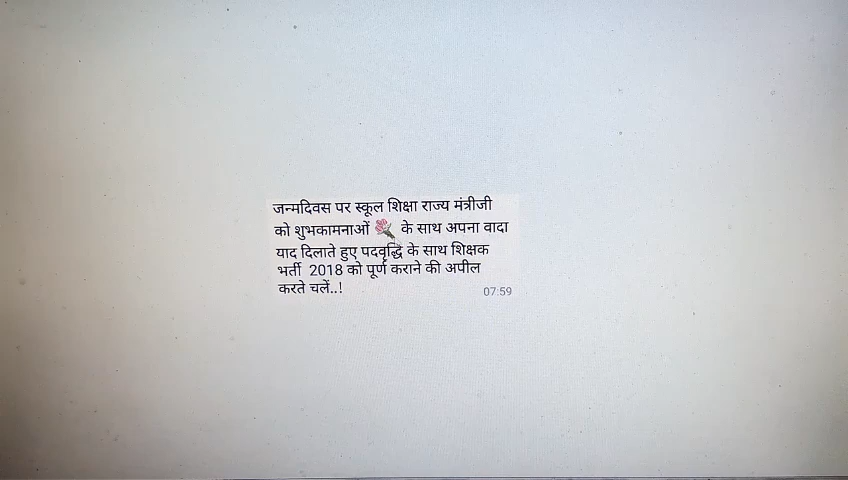 जन्मदिवस पर स्कूल शिक्षा राज्य मंत्रीजी
को शुभकामनाओं 🌹 के साथ अपना वादा
याद दिलाते हुए पदवृद्धि के साथ शिक्षक
भर्ती 2018 को पूर्ण कराने की अपील
करते चलें..!
07:59